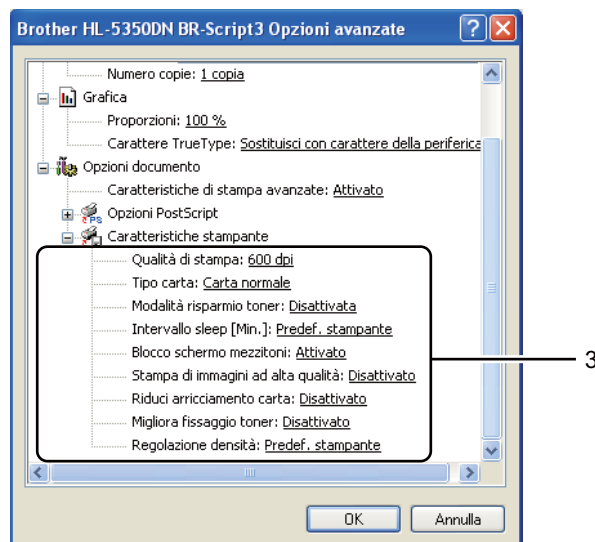 Brother HL-5350DN BR-Script3 Opzioni avanzate
Numero copie: 1 copia
Grafica
Proporzioni: 100 %
Carattere TrueType: Sostituisci con carattere della periferica
Opzioni documento
Caratteristiche di stampa avanzate: Attivato
Opzioni PostScript
Caratteristiche stampante
Qualità di stampa: 600 dpi
Tipo carta: Carta normale
Modalità risparmio toner: Disattivata
Intervallo sleep [Min.]: Predef. stampante
Blocco schermo mezzitoni: Attivato
Stampa di immagini ad alta qualità: Disattivato
Riduci arricciamento carta: Disattivato
Migliora fissaggio toner: Disattivato
Regolazione densità: Predef. stampante
3
OK
Annulla